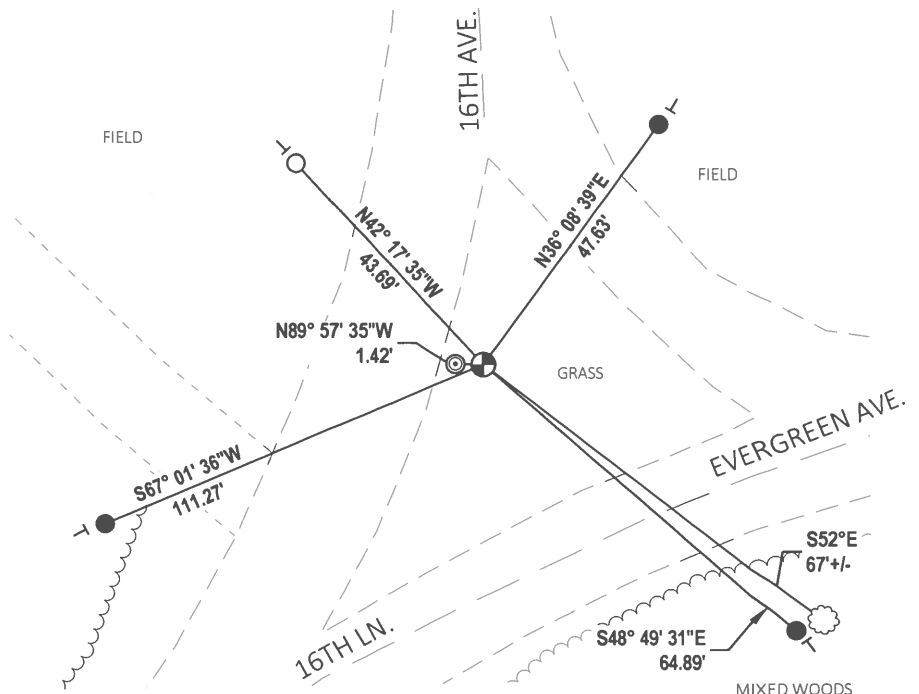 16TH AVE.
FIELD
FIELD
N42° 17' 35"W
43.69'
N36° 08' 39"E
47.63'
N89° 57' 35"W
1.42'
GRASS
EVERGREEN AVE.
S67° 01' 36"W
111.27'
S52°E
67'+/-
16TH LN.
S48° 49' 31"E
64.89'
MIXED WOODS